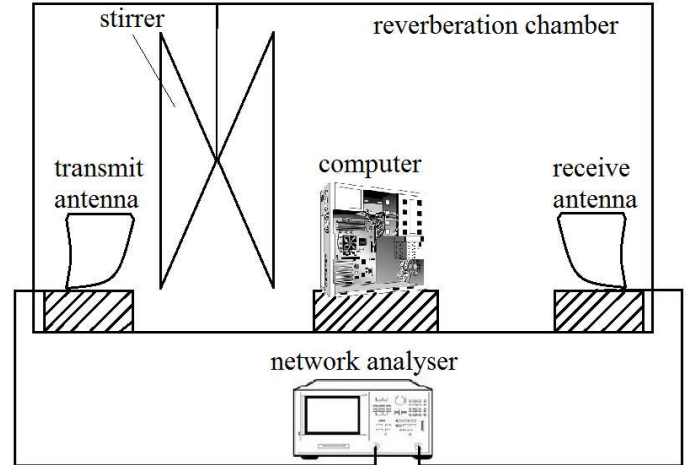 stirrer
reverberation chamber
transmit
antenna
computer
receive
antenna
network analyser